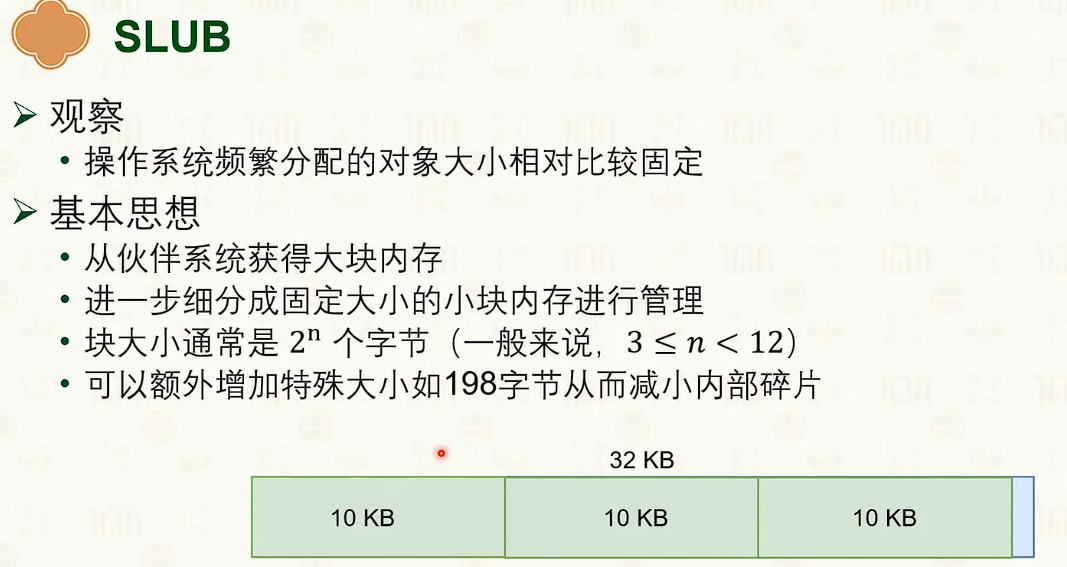 SLUB
➢ 观察
• 操作系统频繁分配的对象大小相对比较固定
➢ 基本思想
• 从伙伴系统获得大块内存
• 进一步细分成固定大小的小块内存进行管理
• 块大小通常是 2ⁿ 个字节（一般来说，3 ≤ n < 12）
• 可以额外增加特殊大小如198字节从而减小内部碎片
32 KB
10 KB 10 KB 10 KB